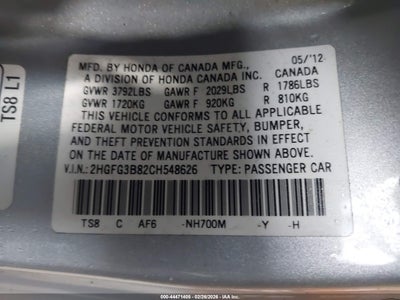 MFD. BY HONDA OF CANADA MFG., 05/'12
A DIVISION OF HONDA CANADA INC. CANADA
GVWR 3792LBS GAWR F 2029LBS R 1786LBS
GVWR 1720KG GAWR F 920KG R 810KG
THIS VEHICLE CONFORMS TO ALL APPLICABLE
FEDERAL MOTOR VEHICLE SAFETY, BUMPER,
AND THEFT PREVENTION STANDARDS IN EFFECT
ON THE DATE OF MANUFACTURE SHOWN ABOVE.
V.I.N.: 2HGFG3B82CH548626 TYPE: PASSENGER CAR
TS8 C AF6 -NH700M -Y -H
TS8 L1
000-44471405 - 02/26/2026 - IAA, Inc.